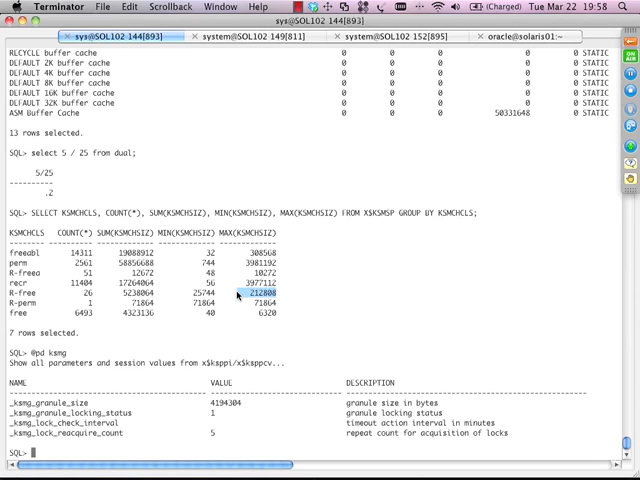 Terminator File Edit Scrollback Window Help (Charged) Tue Mar 22 19:58
sys@SOL102 144[893]
sys@SOL102 144[893] system@SOL102 149[811] system@SOL102 152[895] oracle@solaris01:~
RECYCLE buffer cache 0 0 0 0 STATIC
DEFAULT 2K buffer cache 0 0 0 0 STATIC
DEFAULT 4K buffer cache 0 0 0 0 STATIC
DEFAULT 8K buffer cache 0 0 0 0 STATIC
DEFAULT 16K buffer cache 0 0 0 0 STATIC
DEFAULT 32K buffer cache 0 0 0 0 STATIC
ASM Buffer Cache 0 0 0 50331648 0 STATIC
13 rows selected.
SQL> select 5 / 25 from dual;
5/25
----------
.2
SQL> SELECT KSMCHCLS, COUNT(*), SUM(KSMCHSIZ), MIN(KSMCHSIZ), MAX(KSMCHSIZ) FROM X$KSMSP GROUP BY KSMCHCLS;
KSMCHCLS COUNT(*) SUM(KSMCHSIZ) MIN(KSMCHSIZ) MAX(KSMCHSIZ)
-------- ---------- ------------- ------------- -------------
freeabl 14311 19088912 32 308568
perm 2561 58856688 744 3981192
R-freea 51 12672 48 10272
recr 11404 17264064 56 3977112
R-free 26 5238064 25744 212808
R-perm 1 71864 71864 71864
free 6493 4323136 40 6320
7 rows selected.
SQL> @pd ksmg
Show all parameters and session values from x$ksppi/x$ksppcv...
NAME VALUE DESCRIPTION
_ksmg_granule_size 4194304 granule size in bytes
_ksmg_granule_locking_status 1 granule locking status
_ksmg_lock_check_interval timeout action interval in minutes
_ksmg_lock_reacquire_count 5 repeat count for acquisition of locks
SQL>
ON AIR